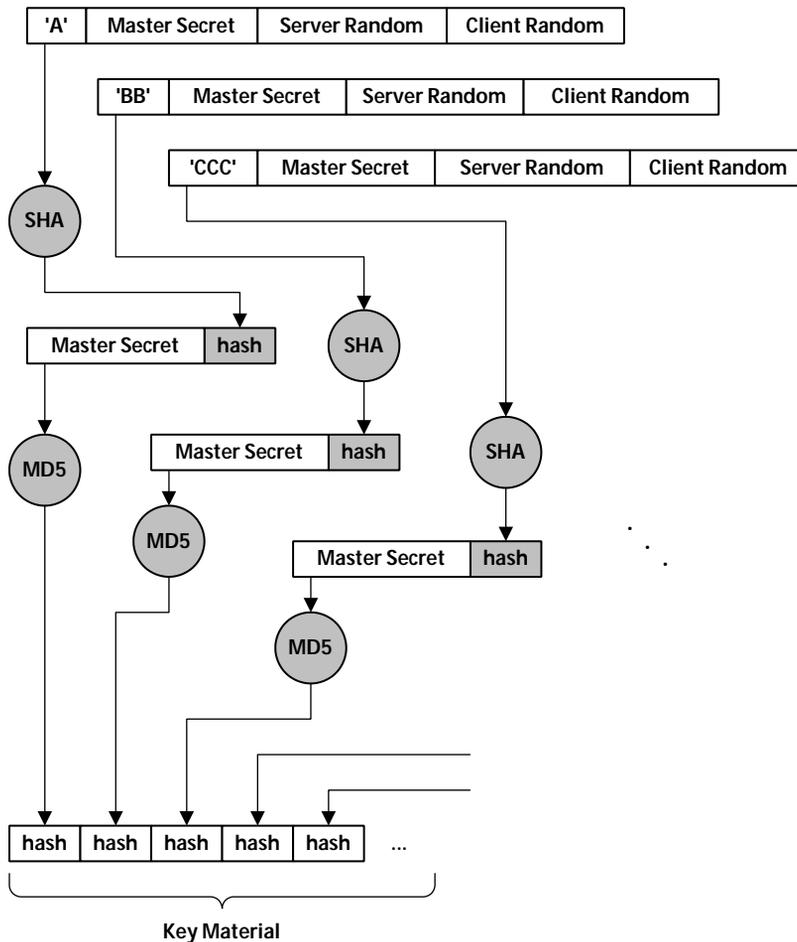 'A' Master Secret Server Random Client Random
'BB' Master Secret Server Random Client Random
'CCC' Master Secret Server Random Client Random
SHA
Master Secret hash
SHA
Master Secret hash
SHA
MD5
MD5
Master Secret hash
MD5
hash hash hash hash hash ...
Key Material